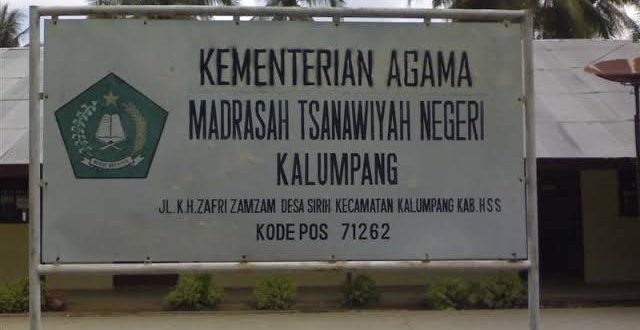 KEMENTERIAN AGAMA
MADRASAH TSANAWIYAH NEGERI
KALUMPANG
JL.K.H.ZAFRI ZAMZAM DESA SIRIH KECAMATAN KALUMPANG KAB.H S S
KODE POS 71262